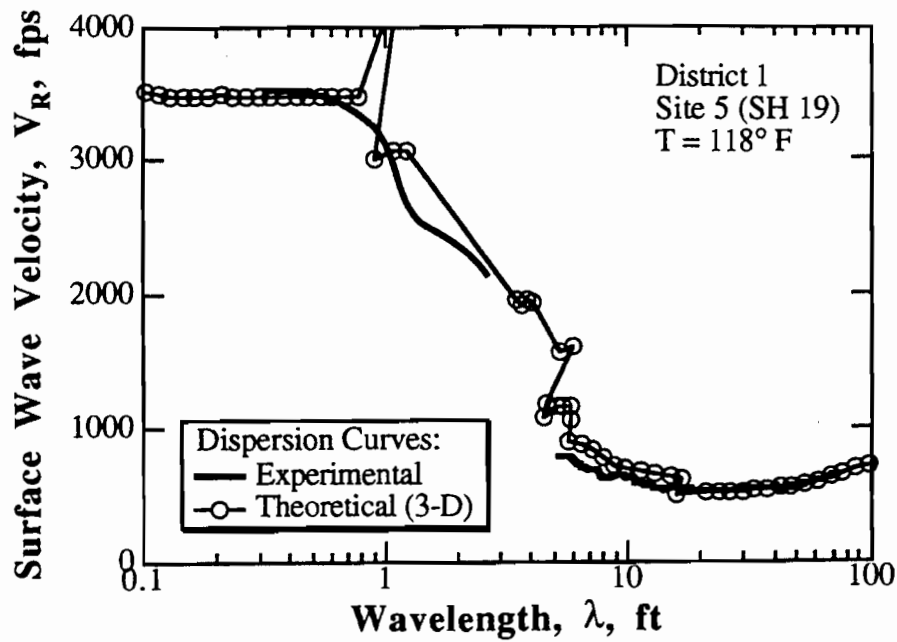 Surface Wave Velocity, V_R, fps
4000
3000
2000
1000
0
District 1
Site 5 (SH 19)
T = 118° F
Dispersion Curves:
Experimental
Theoretical (3-D)
0.1 1 10 100
Wavelength, λ, ft